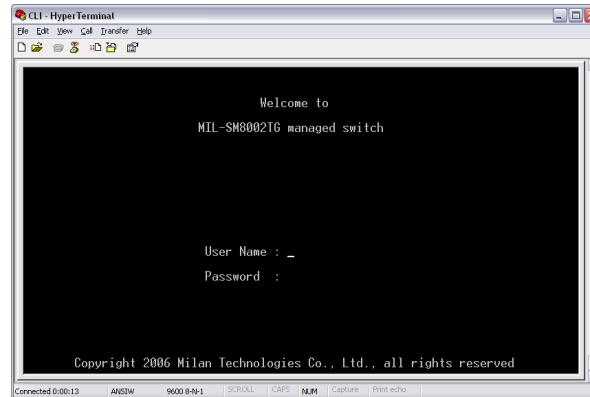 CLI - HyperTerminal
File Edit View Call Transfer Help
Welcome to
MIL-SM8002TG managed switch
User Name : _
Password :
Copyright 2006 Milan Technologies Co., Ltd., all rights reserved
Connected 0:00:13 ANSIW 9600 8-N-1 SCROLL CAPS NUM Capture Print echo